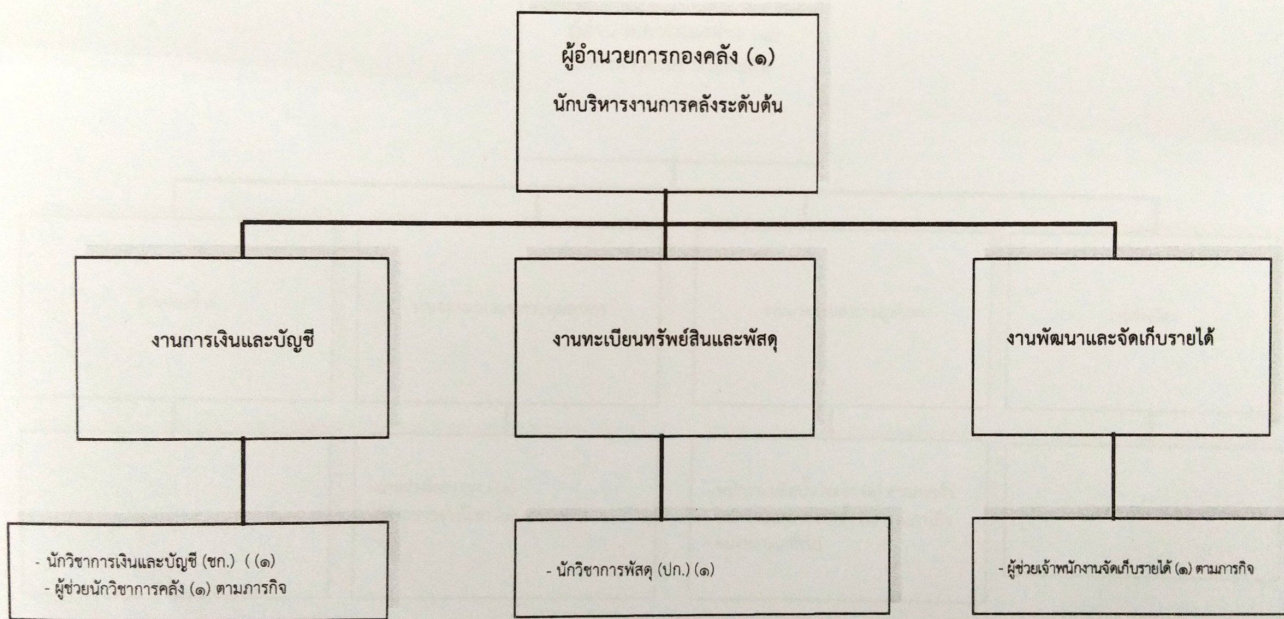 ผู้อำนวยการกองคลัง (๑)
นักบริหารงานการคลังระดับต้น
งานการเงินและบัญชี
งานทะเบียนทรัพย์สินและพัสดุ
งานพัฒนาและจัดเก็บรายได้
- นักวิชาการเงินและบัญชี (ชก.) ( (๑)
- ผู้ช่วยนักวิชาการคลัง (๑) ตามภารกิจ
- นักวิชาการพัสดุ (ปก.) (๑)
- ผู้ช่วยเจ้าพนักงานจัดเก็บรายได้ (๑) ตามภารกิจ